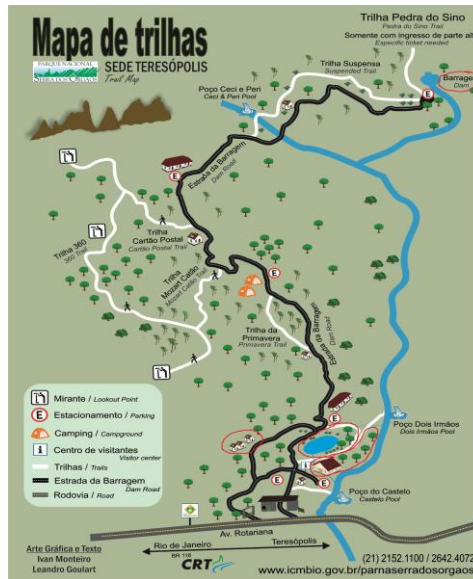 Mapa de trilhas
SEDE TERESÓPOLIS
Trail Map
PARQUE NACIONAL
SERRA DOS ÓRGÃOS
Trilha Pedra do Sino
Pedra do Sino Trail
Somente com ingresso de parte alt
Especific ticket needed
Trilha Suspensa
Suspended Trail
Barrage
Dam
Poço Ceci e Peri
Ceci & Peri Pool
E
Estrada da Barragem
Dam Road
E
Trilha
Cartão Postal
Cartão Postal Trail
Trilha 360
360 Trail
Trilha
Mozart Catão
Mozart Catão Trail
E
Trilha da
Primavera
Primavera Trail
Estrada da Barragem
Dam Road
E
Poço Dois Irmãos
Dois Irmãos Pool
i
E
E
Poço do Castelo
Castelo Pool
Mirante / Lookout Point
E Estacionamento / Parking
Camping / Campground
i Centro de visitantes
Visitor center
Trilhas / Trails
Estrada da Barragem
Dam Road
Rodovia / Road
Av. Rotariana
Rio de Janeiro
Teresópolis
BR 116
CRT
Arte Gráfica e Texto
Ivan Monteiro
Leandro Goulart
(21) 2152.1100 / 2642.4072
www.icmbio.gov.br/parnaserradosorgaos